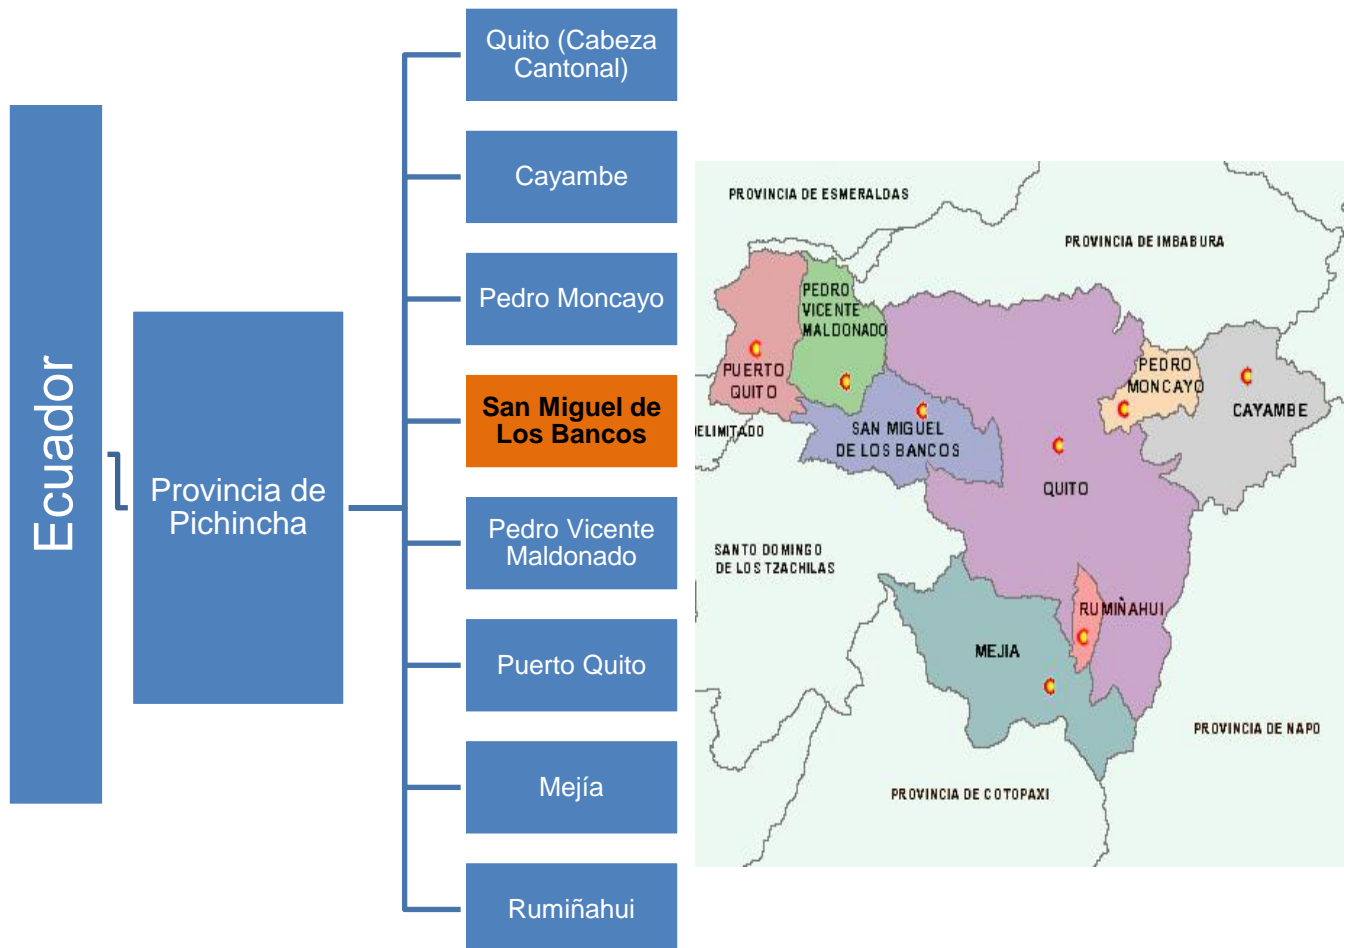 Ecuador
Provincia de
Pichincha
Quito (Cabeza
Cantonal)
Cayambe
Pedro Moncayo
San Miguel de
Los Bancos
Pedro Vicente
Maldonado
Puerto Quito
Mejía
Rumiñahui
PROVINCIA DE ESMERALDAS
PROVINCIA DE IMBABURA
PEDRO
VICENTE
MALDONADO
PUERTO
QUITO
PEDRO
MONCAYO
CAYAMBE
ELIMITADO
SAN MIGUEL
DE LOS BANCOS
QUITO
SANTO DOMINGO
DE LOS TZACHILAS
RUMIÑAHUI
MEJIA
PROVINCIA DE NAPO
PROVINCIA DE COTOPAXI